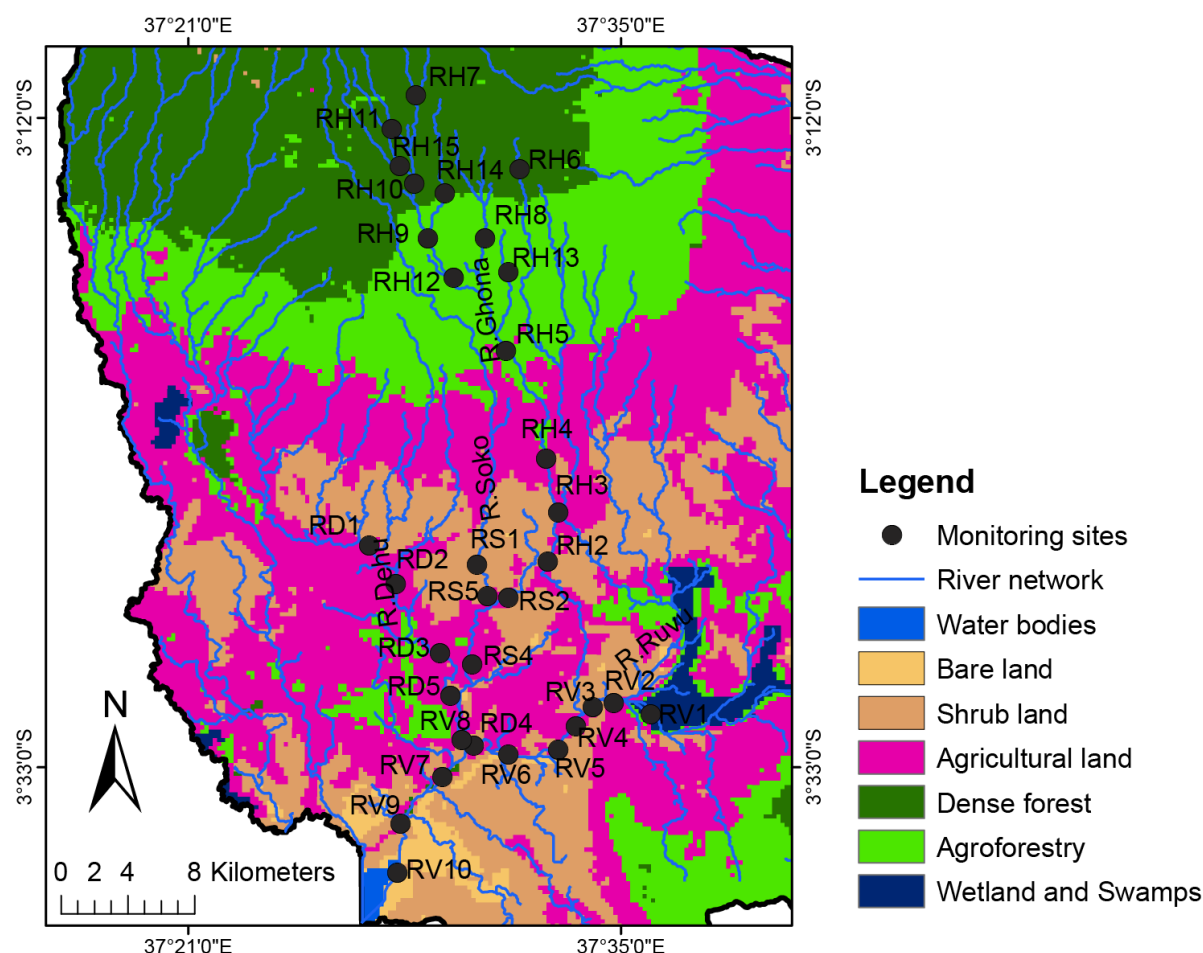 37°21'0"E
37°35'0"E
3°12'0"S
3°12'0"S
RH7
RH11
RH15
RH14
RH6
RH10
RH9
RH8
RH13
RH12
R.Ghona
RH5
RH4
R.Soko
RH3
RD1
RS1
RH2
RD2
R.Dehu
RS5
RS2
R.Ruvu
RD3
RS4
RD5
RV3
RV2
RV1
RV8
RD4
RV4
RV5
RV6
RV7
RV9
RV10
N
3°33'0"S
3°33'0"S
0 2 4 8 Kilometers
37°21'0"E
37°35'0"E
Legend
Monitoring sites
River network
Water bodies
Bare land
Shrub land
Agricultural land
Dense forest
Agroforestry
Wetland and Swamps